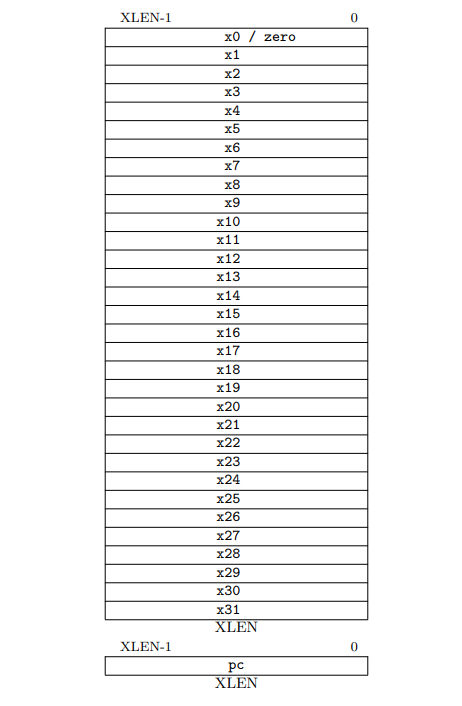 XLEN-1 0
x0 / zero
x1
x2
x3
x4
x5
x6
x7
x8
x9
x10
x11
x12
x13
x14
x15
x16
x17
x18
x19
x20
x21
x22
x23
x24
x25
x26
x27
x28
x29
x30
x31
XLEN
XLEN-1 0
pc
XLEN